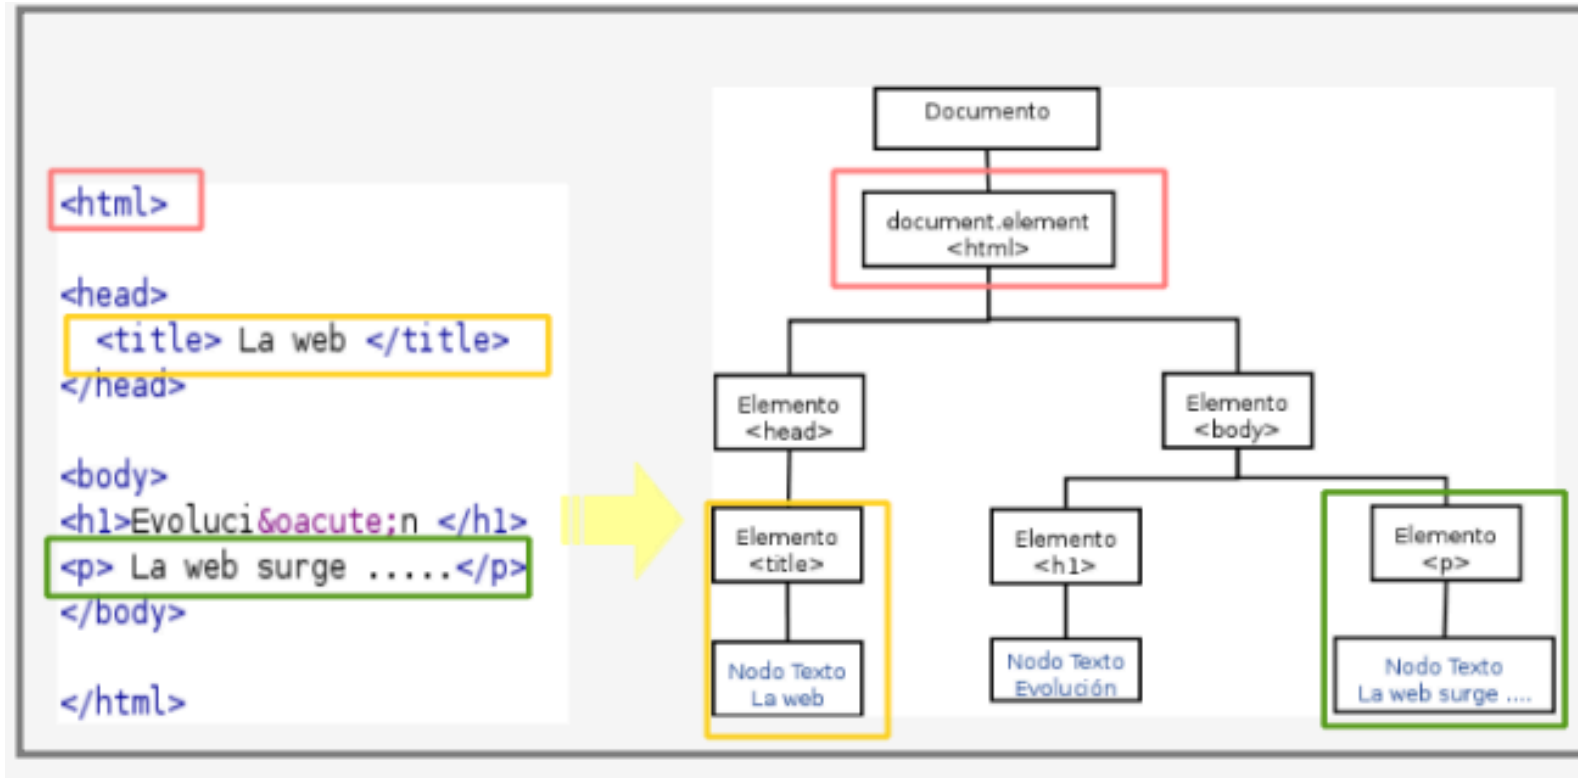 <html>
<head>
<title> La web </title>
</head>
<body>
<h1>Evoluci&oacute;n </h1>
<p> La web surge .....</p>
</body>
</html>
Documento
document.element
<html>
Elemento
<head>
Elemento
<body>
Elemento
<title>
Elemento
<h1>
Elemento
<p>
Nodo Texto
La web
Nodo Texto
Evolución
Nodo Texto
La web surge ....